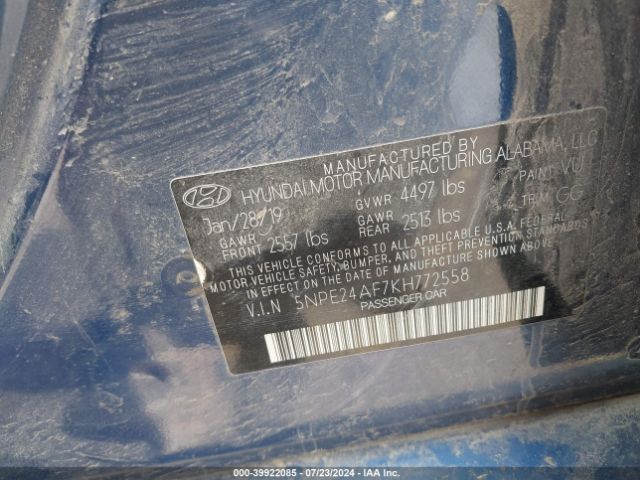 MANUFACTURED BY
HYUNDAI MOTOR MANUFACTURING ALABAMA, LLC
Jan/28/19 GVWR 4497 lbs PAINT VU
GAWR FRONT 2557 lbs GAWR REAR 2513 lbs TRIM GG
THIS VEHICLE CONFORMS TO ALL APPLICABLE U.S.A. FEDERAL
MOTOR VEHICLE SAFETY, BUMPER, AND THEFT PREVENTION STANDARDS
IN EFFECT ON THE DATE OF MANUFACTURE SHOWN ABOVE.
V.I.N 5NPE24AF7KH772558
PASSENGER CAR
000-39922085 - 07/23/2024 - IAA Inc.